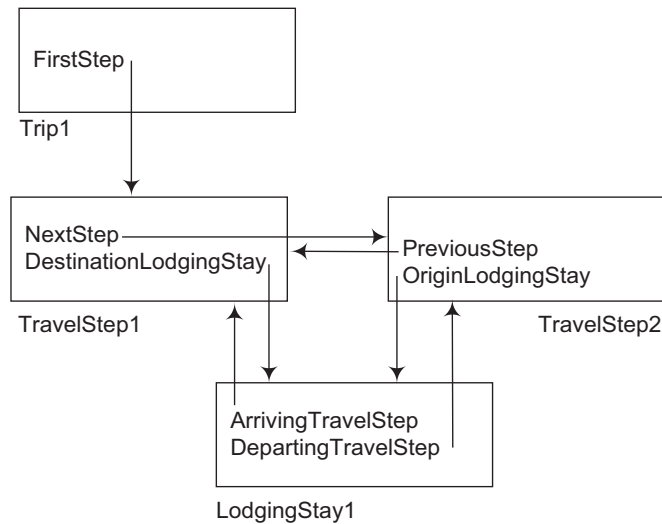 FirstStep
Trip1
NextStep
DestinationLodgingStay
TravelStep1
PreviousStep
OriginLodgingStay
TravelStep2
ArrivingTravelStep
DepartingTravelStep
LodgingStay1